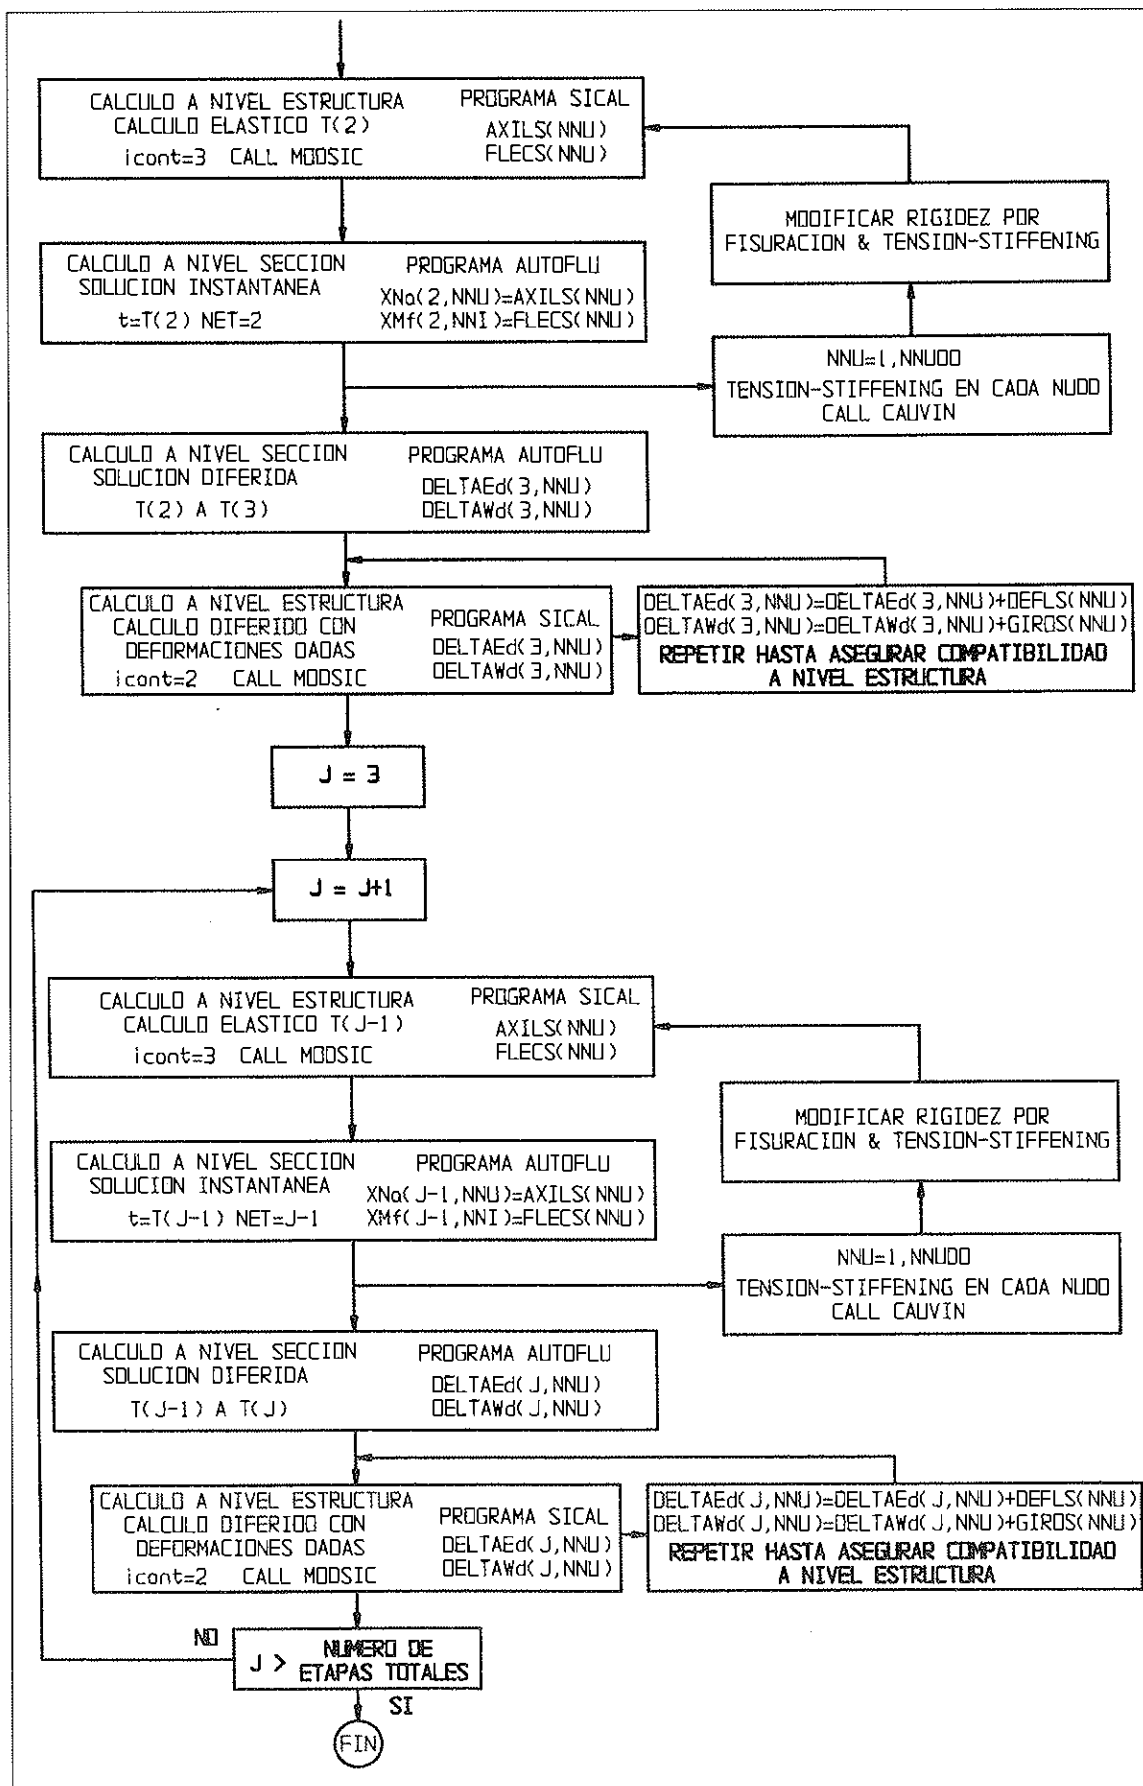 CALCULO A NIVEL ESTRUCTURA
CALCULO ELASTICO T(2)
icont=3 CALL MODSIC
PROGRAMA SICAL
AXILS(NNU)
FLECS(NNU)
MODIFICAR RIGIDEZ POR
FISURACION & TENSION-STIFFENING
CALCULO A NIVEL SECCION
SOLUCION INSTANTANEA
t=T(2) NET=2
PROGRAMA AUTOFLU
XNa(2,NNU)=AXILS(NNU)
XMf(2,NNI)=FLECS(NNU)
NNU=1,NNUDO
TENSION-STIFFENING EN CADA NUDO
CALL CAUVIN
CALCULO A NIVEL SECCION
SOLUCION DIFERIDA
T(2) A T(3)
PROGRAMA AUTOFLU
DELTAEd(3,NNU)
DELTAWd(3,NNU)
CALCULO A NIVEL ESTRUCTURA
CALCULO DIFERIDO CON
DEFORMACIONES DADAS
icont=2 CALL MODSIC
PROGRAMA SICAL
DELTAEd(3,NNU)
DELTAWd(3,NNU)
DELTAEd(3,NNU)=DELTAEd(3,NNU)+DEFLS(NNU)
DELTAWd(3,NNU)=DELTAWd(3,NNU)+GIROS(NNU)
REPETIR HASTA ASEGURAR COMPATIBILIDAD
A NIVEL ESTRUCTURA
J = 3
J = J+1
CALCULO A NIVEL ESTRUCTURA
CALCULO ELASTICO T(J-1)
icont=3 CALL MODSIC
PROGRAMA SICAL
AXILS(NNU)
FLECS(NNU)
MODIFICAR RIGIDEZ POR
FISURACION & TENSION-STIFFENING
CALCULO A NIVEL SECCION
SOLUCION INSTANTANEA
t=T(J-1) NET=J-1
PROGRAMA AUTOFLU
XNa(J-1,NNU)=AXILS(NNU)
XMf(J-1,NNI)=FLECS(NNU)
NNU=1,NNUDO
TENSION-STIFFENING EN CADA NUDO
CALL CAUVIN
CALCULO A NIVEL SECCION
SOLUCION DIFERIDA
T(J-1) A T(J)
PROGRAMA AUTOFLU
DELTAEd(J,NNU)
DELTAWd(J,NNU)
CALCULO A NIVEL ESTRUCTURA
CALCULO DIFERIDO CON
DEFORMACIONES DADAS
icont=2 CALL MODSIC
PROGRAMA SICAL
DELTAEd(J,NNU)
DELTAWd(J,NNU)
DELTAEd(J,NNU)=DELTAEd(J,NNU)+DEFLS(NNU)
DELTAWd(J,NNU)=DELTAWd(J,NNU)+GIROS(NNU)
REPETIR HASTA ASEGURAR COMPATIBILIDAD
A NIVEL ESTRUCTURA
NO
J > NUMERO DE
ETAPAS TOTALES
SI
FIN